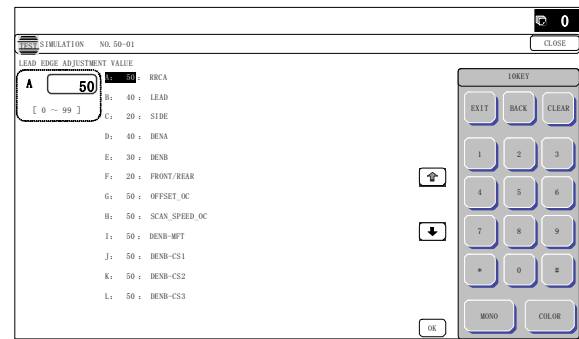 0
TEST SIMULATION NO. 50-01
CLOSE
LEAD EDGE ADJUSTMENT VALUE
A 50
[ 0 ~ 99 ]
A: 50 : RRCA
B: 40 : LEAD
C: 20 : SIDE
D: 40 : DENA
E: 30 : DENB
F: 20 : FRONT/REAR
G: 50 : OFFSET_OC
H: 50 : SCAN_SPEED_OC
I: 50 : DENB-MFT
J: 50 : DENB-CS1
K: 50 : DENB-CS2
L: 50 : DENB-CS3
OK
10KEY
EXIT BACK CLEAR
1 2 3
4 5 6
7 8 9
* 0 #
MONO COLOR